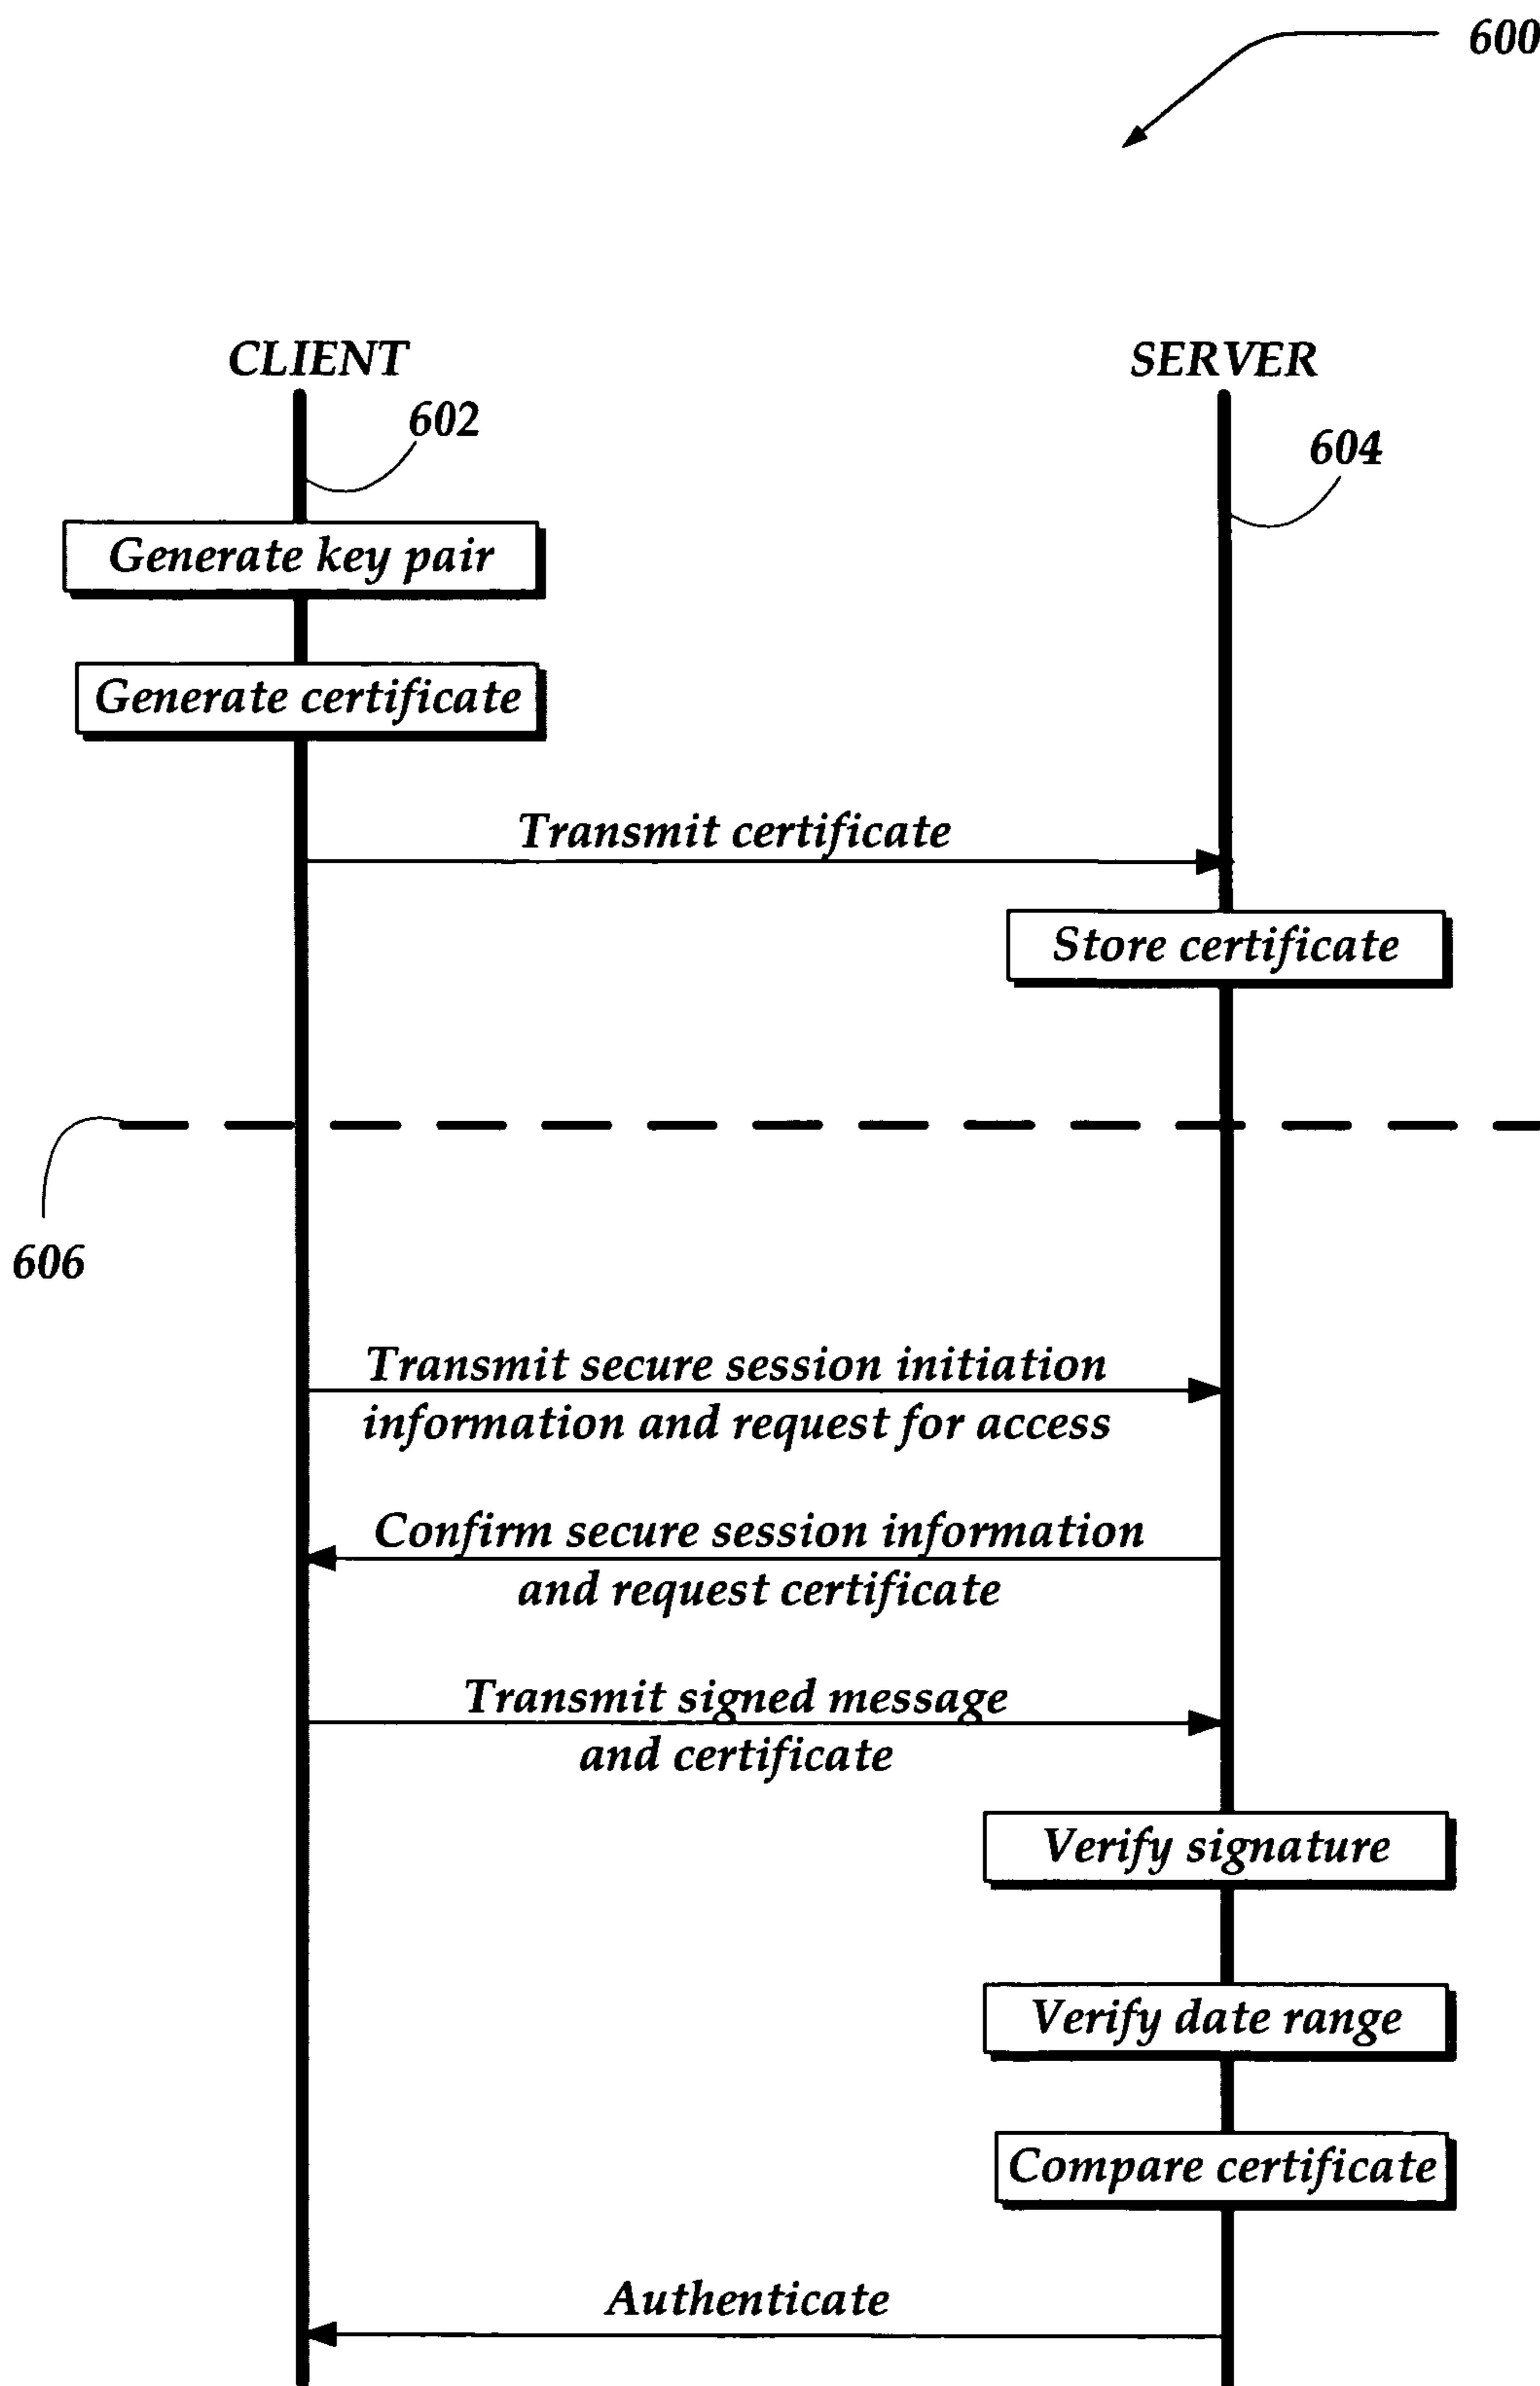 600
CLIENT
SERVER
602
604
Generate key pair
Generate certificate
Transmit certificate
Store certificate
606
Transmit secure session initiation
information and request for access
Confirm secure session information
and request certificate
Transmit signed message
and certificate
Verify signature
Verify date range
Compare certificate
Authenticate